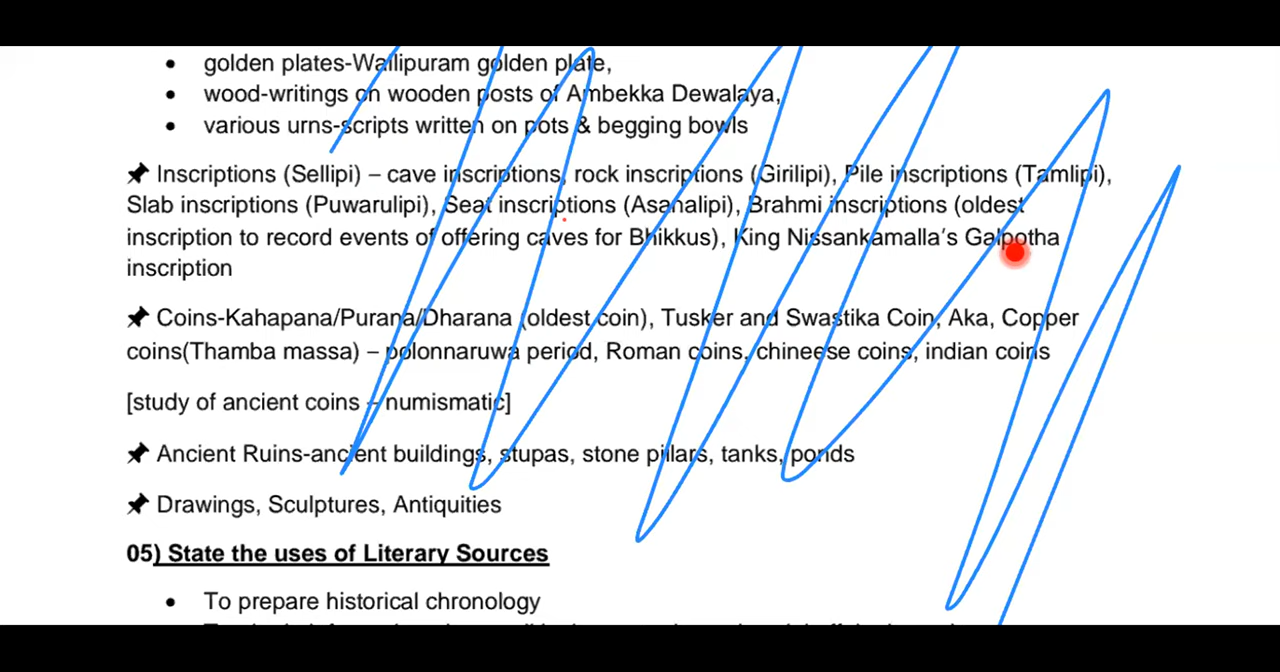 • golden plates-Wallipuram golden plate,
• wood-writings on wooden posts of Ambekka Dewalaya,
• various urns-scripts written on pots & begging bowls
Inscriptions (Sellipi) – cave inscriptions, rock inscriptions (Girilipi), Pile inscriptions (Tamlipi),
Slab inscriptions (Puwarulipi), Seat inscriptions (Asanalipi), Brahmi inscriptions (oldest
inscription to record events of offering caves for Bhikkus), King Nissankamalla's Galpotha
inscription
Coins-Kahapana/Purana/Dharana (oldest coin), Tusker and Swastika Coin, Aka, Copper
coins(Thamba massa) – polonnaruwa period, Roman coins, chineese coins, indian coins
[study of ancient coins – numismatic]
Ancient Ruins-ancient buildings, stupas, stone pillars, tanks, ponds
Drawings, Sculptures, Antiquities
05) State the uses of Literary Sources
• To prepare historical chronology